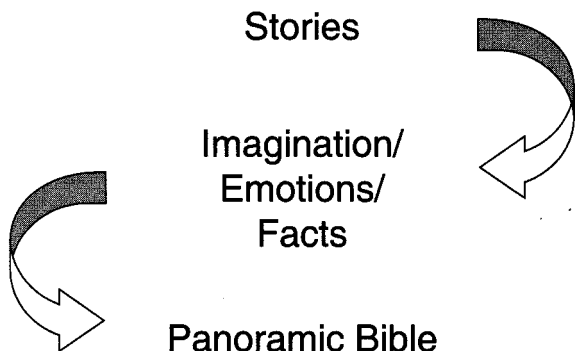 Stories
Imagination/
Emotions/
Facts
Panoramic Bible